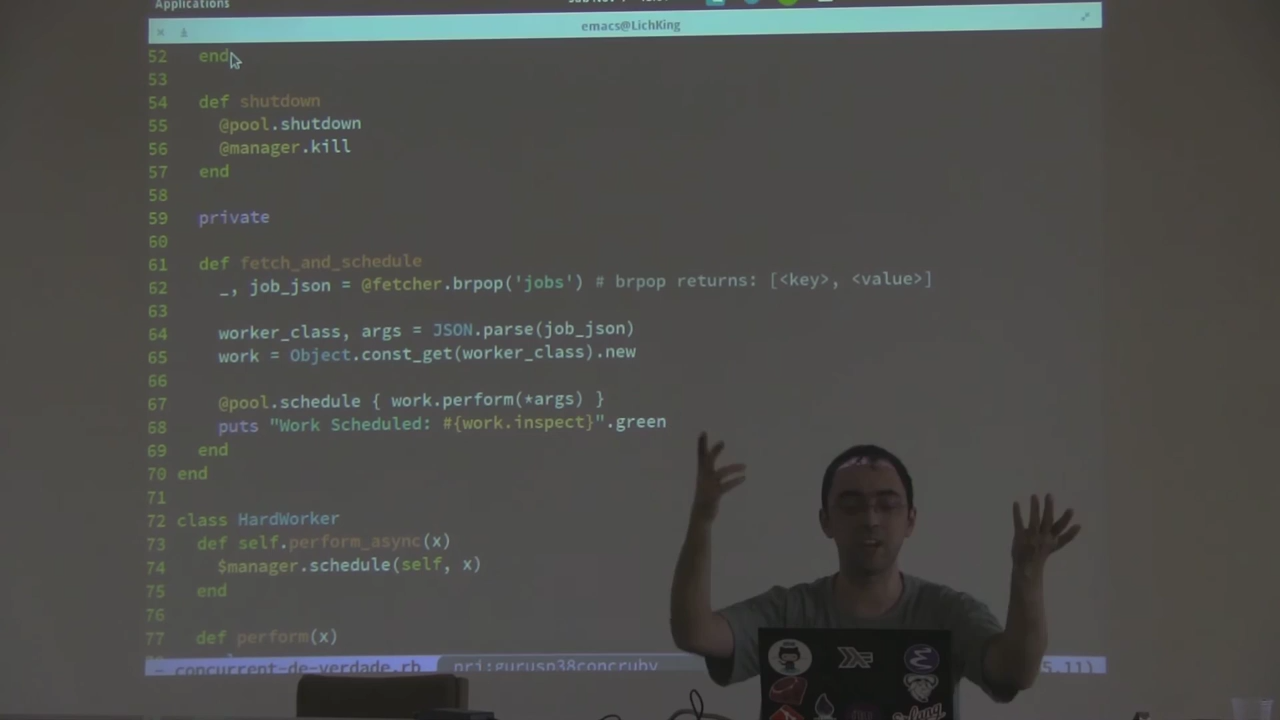 Applications
emacs@LichKing
52 end
53
54 def shutdown
55 @pool.shutdown
56 @manager.kill
57 end
58
59 private
60
61 def fetch_and_schedule
62 _, job_json = @fetcher.brpop('jobs') # brpop returns: [<key>, <value>]
63
64 worker_class, args = JSON.parse(job_json)
65 work = Object.const_get(worker_class).new
66
67 @pool.schedule { work.perform(*args) }
68 puts "Work Scheduled: #{work.inspect}".green
69 end
70 end
71
72 class HardWorker
73 def self.perform_async(x)
74 $manager.schedule(self, x)
75 end
76
77 def perform(x)
concurrent-de-verdade.rb prj:gurusp38concruby 5,11)